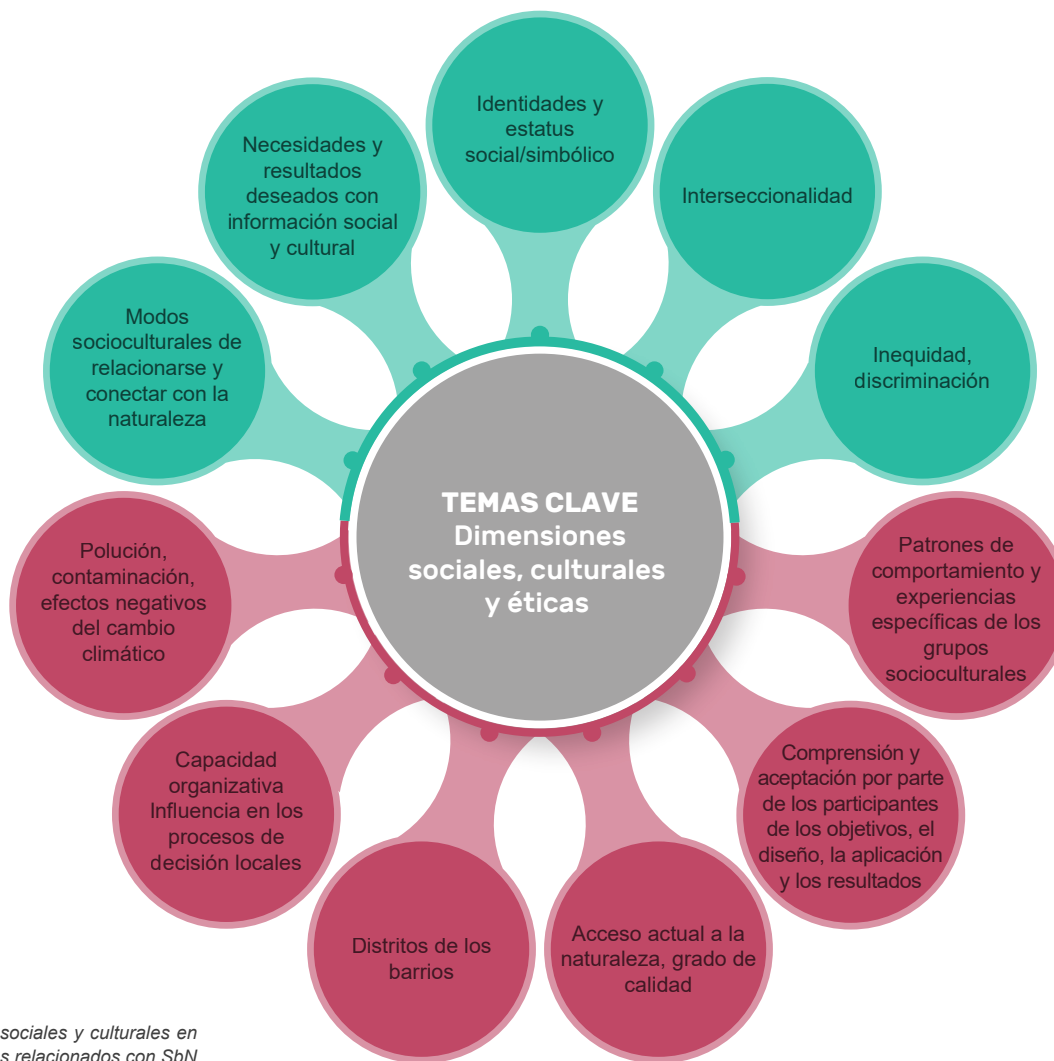 Identidades y
estatus
social/simbólico
Necesidades y
resultados
deseados con
información social
y cultural
Interseccionalidad
Modos
socioculturales de
relacionarse y
conectar con la
naturaleza
Inequidad,
discriminación
TEMAS CLAVE
Dimensiones
sociales, culturales
y éticas
Polución,
contaminación,
efectos negativos
del cambio
climático
Patrones de
comportamiento y
experiencias
específicas de los
grupos
socioculturales
Capacidad
organizativa
Influencia en los
procesos de
decisión locales
Comprensión y
aceptación por parte
de los participantes
de los objetivos, el
diseño, la aplicación
y los resultados
Distritos de los
barrios
Acceso actual a la
naturaleza, grado de
calidad
sociales y culturales en
s relacionados con SbN